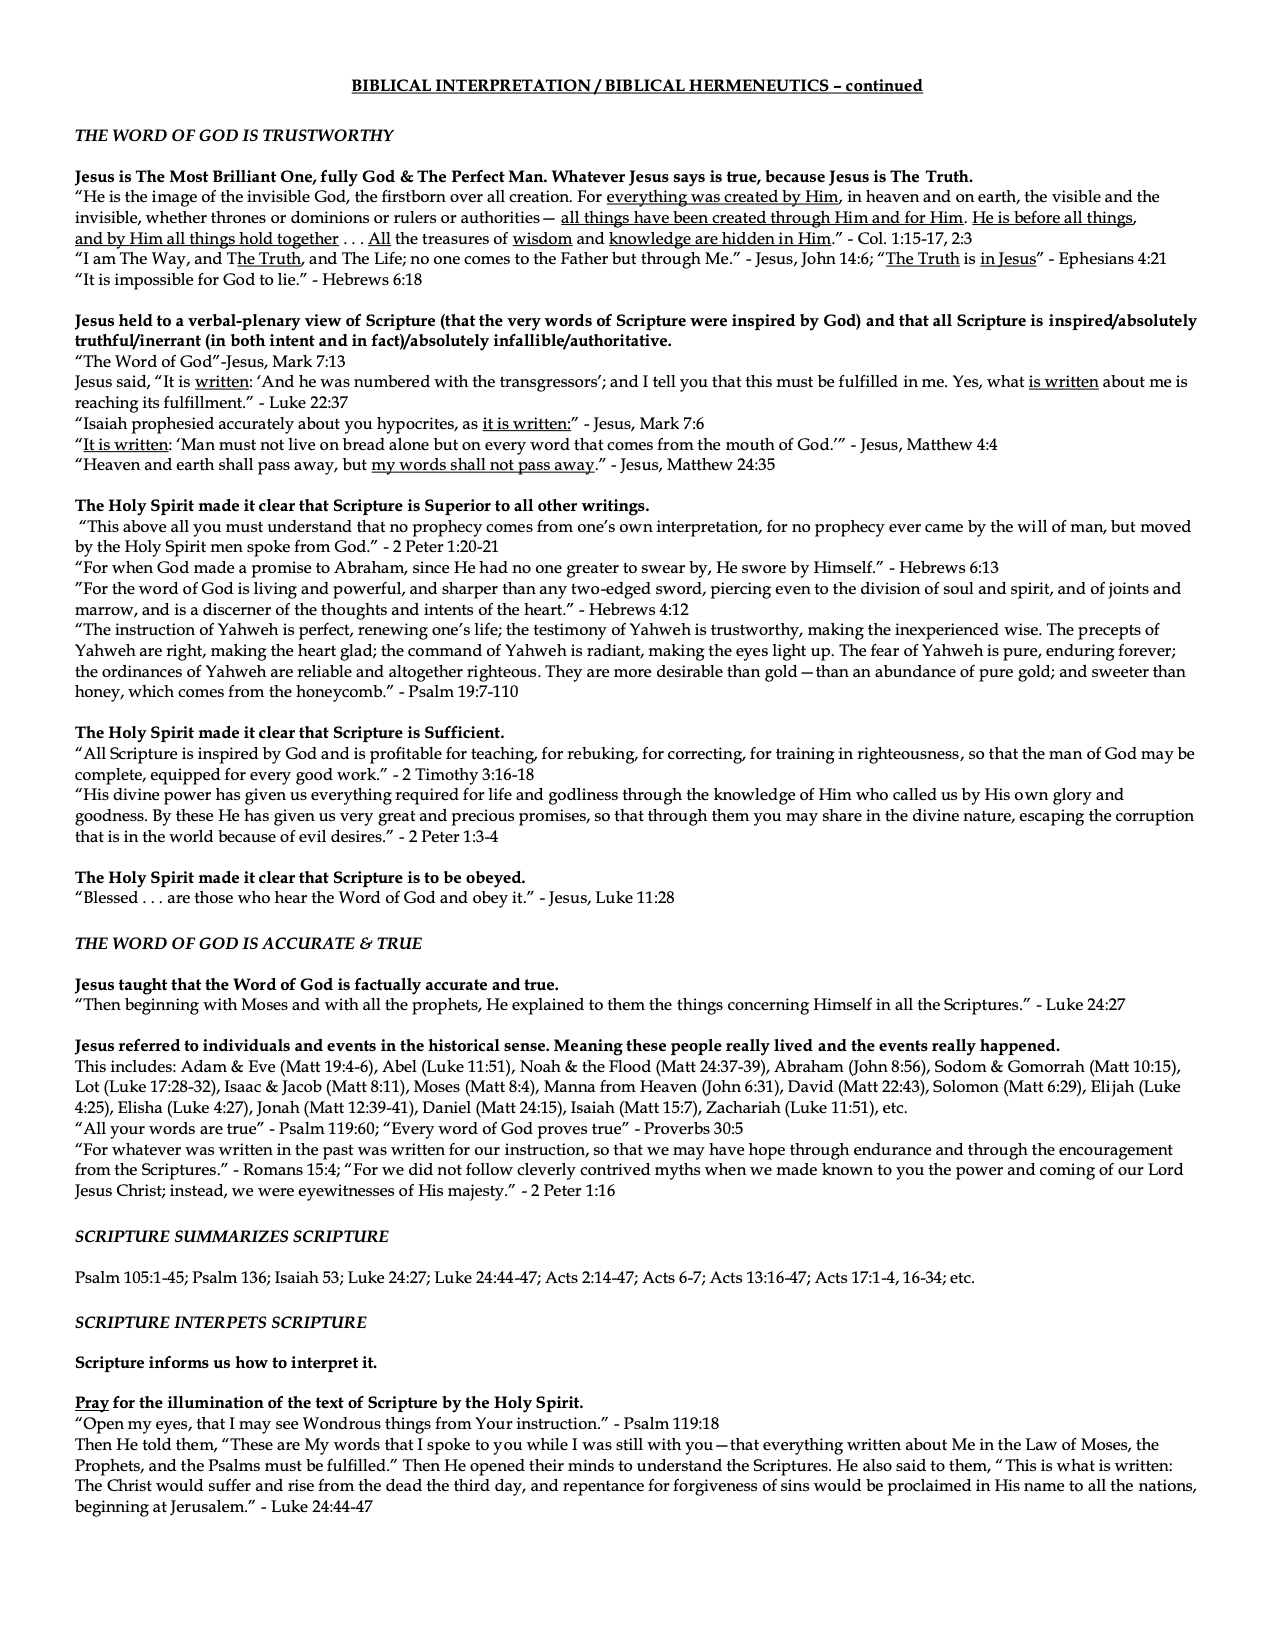 BIBLICAL INTERPRETATION / BIBLICAL HERMENEUTICS – continued
THE WORD OF GOD IS TRUSTWORTHY
Jesus is The Most Brilliant One, fully God & The Perfect Man. Whatever Jesus says is true, because Jesus is The Truth.
“He is the image of the invisible God, the firstborn over all creation. For everything was created by Him, in heaven and on earth, the visible and the
invisible, whether thrones or dominions or rulers or authorities— all things have been created through Him and for Him. He is before all things,
and by Him all things hold together . . . All the treasures of wisdom and knowledge are hidden in Him.” - Col. 1:15-17, 2:3
“I am The Way, and The Truth, and The Life; no one comes to the Father but through Me.” - Jesus, John 14:6; “The Truth is in Jesus” - Ephesians 4:21
“It is impossible for God to lie.” - Hebrews 6:18
Jesus held to a verbal-plenary view of Scripture (that the very words of Scripture were inspired by God) and that all Scripture is inspired/absolutely
truthful/inerrant (in both intent and in fact)/absolutely infallible/authoritative.
“The Word of God”-Jesus, Mark 7:13
Jesus said, “It is written: ‘And he was numbered with the transgressors’; and I tell you that this must be fulfilled in me. Yes, what is written about me is
reaching its fulfillment.” - Luke 22:37
“Isaiah prophesied accurately about you hypocrites, as it is written:” - Jesus, Mark 7:6
“It is written: ‘Man must not live on bread alone but on every word that comes from the mouth of God.’” - Jesus, Matthew 4:4
“Heaven and earth shall pass away, but my words shall not pass away.” - Jesus, Matthew 24:35
The Holy Spirit made it clear that Scripture is Superior to all other writings.
“This above all you must understand that no prophecy comes from one’s own interpretation, for no prophecy ever came by the will of man, but moved
by the Holy Spirit men spoke from God.” - 2 Peter 1:20-21
“For when God made a promise to Abraham, since He had no one greater to swear by, He swore by Himself.” - Hebrews 6:13
”For the word of God is living and powerful, and sharper than any two-edged sword, piercing even to the division of soul and spirit, and of joints and
marrow, and is a discerner of the thoughts and intents of the heart.” - Hebrews 4:12
“The instruction of Yahweh is perfect, renewing one’s life; the testimony of Yahweh is trustworthy, making the inexperienced wise. The precepts of
Yahweh are right, making the heart glad; the command of Yahweh is radiant, making the eyes light up. The fear of Yahweh is pure, enduring forever;
the ordinances of Yahweh are reliable and altogether righteous. They are more desirable than gold—than an abundance of pure gold; and sweeter than
honey, which comes from the honeycomb.” - Psalm 19:7-110
The Holy Spirit made it clear that Scripture is Sufficient.
“All Scripture is inspired by God and is profitable for teaching, for rebuking, for correcting, for training in righteousness, so that the man of God may be
complete, equipped for every good work.” - 2 Timothy 3:16-18
“His divine power has given us everything required for life and godliness through the knowledge of Him who called us by His own glory and
goodness. By these He has given us very great and precious promises, so that through them you may share in the divine nature, escaping the corruption
that is in the world because of evil desires.” - 2 Peter 1:3-4
The Holy Spirit made it clear that Scripture is to be obeyed.
“Blessed . . . are those who hear the Word of God and obey it.” - Jesus, Luke 11:28
THE WORD OF GOD IS ACCURATE & TRUE
Jesus taught that the Word of God is factually accurate and true.
“Then beginning with Moses and with all the prophets, He explained to them the things concerning Himself in all the Scriptures.” - Luke 24:27
Jesus referred to individuals and events in the historical sense. Meaning these people really lived and the events really happened.
This includes: Adam & Eve (Matt 19:4-6), Abel (Luke 11:51), Noah & the Flood (Matt 24:37-39), Abraham (John 8:56), Sodom & Gomorrah (Matt 10:15),
Lot (Luke 17:28-32), Isaac & Jacob (Matt 8:11), Moses (Matt 8:4), Manna from Heaven (John 6:31), David (Matt 22:43), Solomon (Matt 6:29), Elijah (Luke
4:25), Elisha (Luke 4:27), Jonah (Matt 12:39-41), Daniel (Matt 24:15), Isaiah (Matt 15:7), Zachariah (Luke 11:51), etc.
“All your words are true” - Psalm 119:60; “Every word of God proves true” - Proverbs 30:5
“For whatever was written in the past was written for our instruction, so that we may have hope through endurance and through the encouragement
from the Scriptures.” - Romans 15:4; “For we did not follow cleverly contrived myths when we made known to you the power and coming of our Lord
Jesus Christ; instead, we were eyewitnesses of His majesty.” - 2 Peter 1:16
SCRIPTURE SUMMARIZES SCRIPTURE
Psalm 105:1-45; Psalm 136; Isaiah 53; Luke 24:27; Luke 24:44-47; Acts 2:14-47; Acts 6-7; Acts 13:16-47; Acts 17:1-4, 16-34; etc.
SCRIPTURE INTERPETS SCRIPTURE
Scripture informs us how to interpret it.
Pray for the illumination of the text of Scripture by the Holy Spirit.
“Open my eyes, that I may see Wondrous things from Your instruction.” - Psalm 119:18
Then He told them, “These are My words that I spoke to you while I was still with you—that everything written about Me in the Law of Moses, the
Prophets, and the Psalms must be fulfilled.” Then He opened their minds to understand the Scriptures. He also said to them, “This is what is written:
The Christ would suffer and rise from the dead the third day, and repentance for forgiveness of sins would be proclaimed in His name to all the nations,
beginning at Jerusalem.” - Luke 24:44-47